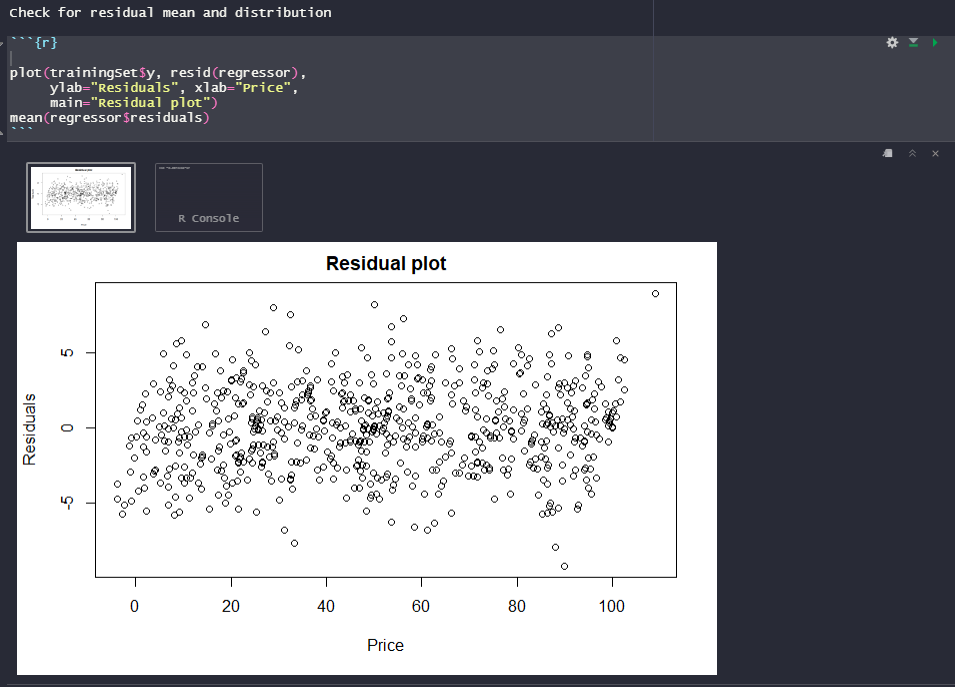 Check for residual mean and distribution
```{r}
plot(trainingSet$y, resid(regressor),
ylab="Residuals", xlab="Price",
main="Residual plot")
mean(regressor$residuals)
```
R Console
Residual plot
Residuals
5
0
-5
0 20 40 60 80 100
Price